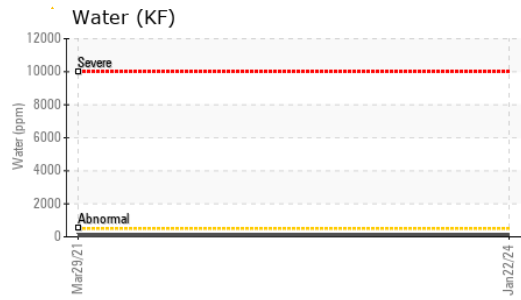 Water (KF)
12000
Severe
10000
8000
Water (ppm)
6000
4000
2000
Abnormal
0
Mar29/21
Jan22/24